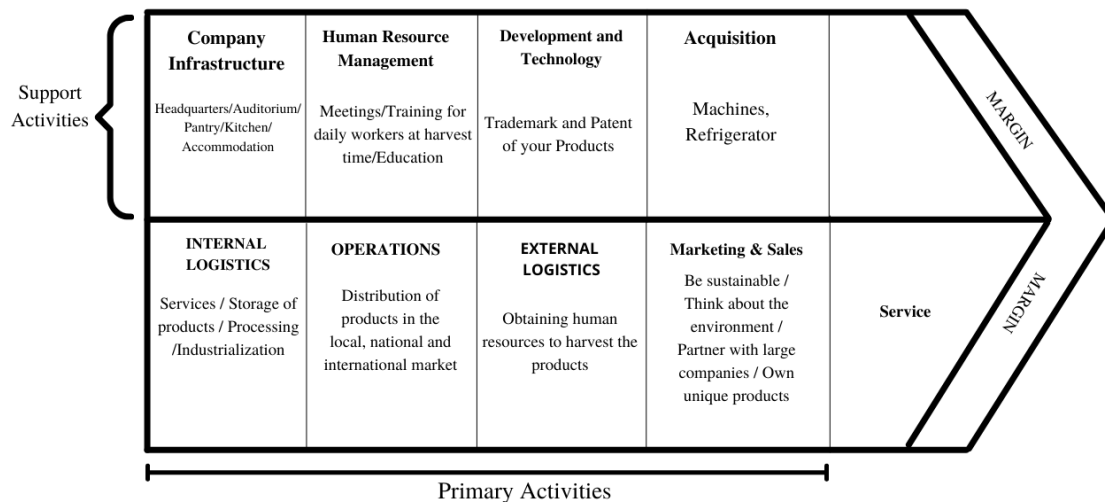 Support
Activities
Company
Infrastructure
Headquarters/Auditorium/
Pantry/Kitchen/
Accommodation
Human Resource
Management
Meetings/Training for
daily workers at harvest
time/Education
Development and
Technology
Trademark and Patent
of your Products
Acquisition
Machines,
Refrigerator
MARGIN
INTERNAL
LOGISTICS
Services / Storage of
products / Processing
/Industrialization
OPERATIONS
Distribution of
products in the
local, national and
international market
EXTERNAL
LOGISTICS
Obtaining human
resources to harvest the
products
Marketing & Sales
Be sustainable /
Think about the
environment /
Partner with large
companies / Own
unique products
Service
MARGIN
Primary Activities